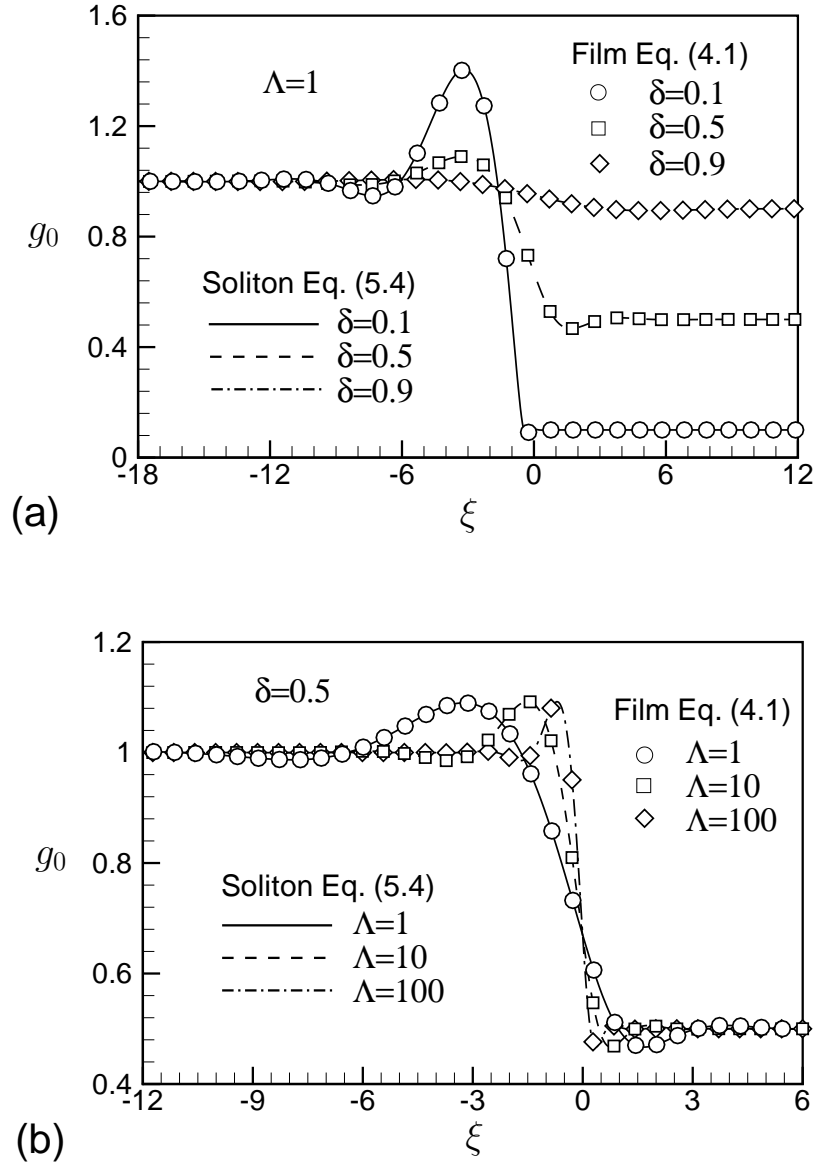 1.6
Λ=1
Film Eq. (4.1)
δ=0.1
δ=0.5
δ=0.9
1.2
g0
0.8
Soliton Eq. (5.4)
δ=0.1
δ=0.5
δ=0.9
0.4
0
-18 -12 -6 0 6 12
ξ
(a)
1.2
δ=0.5
Film Eq. (4.1)
Λ=1
Λ=10
Λ=100
1
g0
0.8
Soliton Eq. (5.4)
Λ=1
Λ=10
Λ=100
0.6
0.4
-12 -9 -6 -3 0 3 6
ξ
(b)